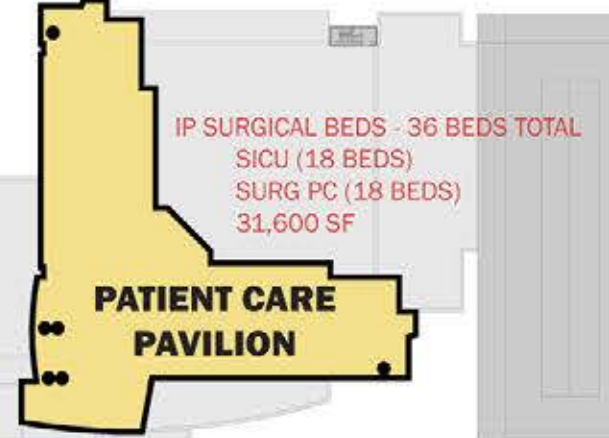 IP SURGICAL BEDS - 36 BEDS TOTAL
SICU (18 BEDS)
SURG PC (18 BEDS)
31,600 SF
PATIENT CARE
PAVILION